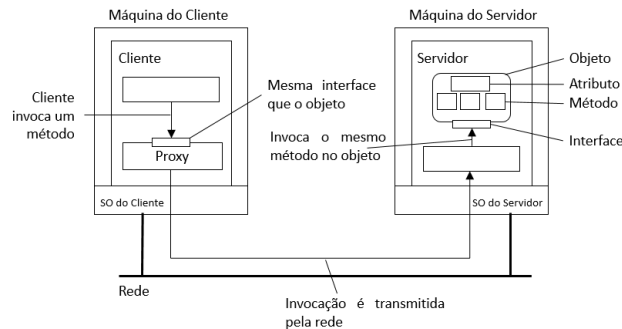 Máquina do Cliente
Máquina do Servidor
Cliente
Servidor
Objeto
Atributo
Método
Interface
Cliente
invoca um
método
Mesma interface
que o objeto
Proxy
Invoca o mesmo
método no objeto
SO do Cliente
SO do Servidor
Rede
Invocação é transmitida
pela rede